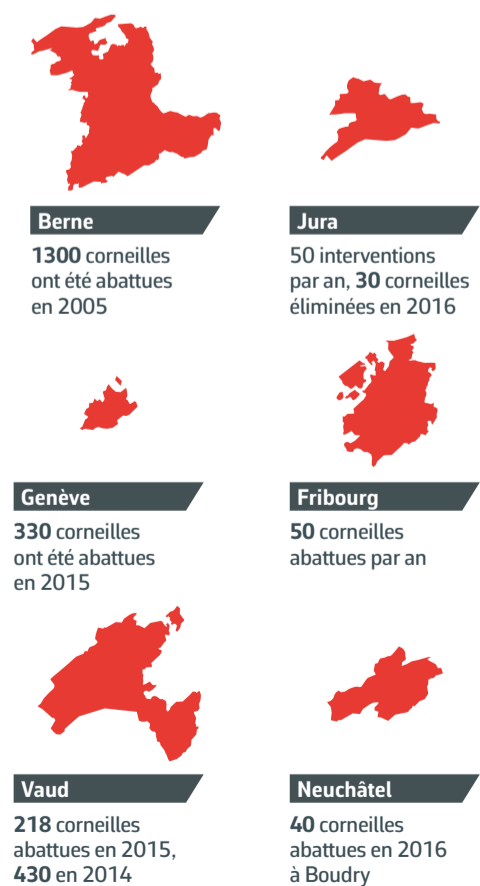 Berne
1300 corneilles
ont été abattues
en 2005
Jura
50 interventions
par an, 30 corneilles
éliminées en 2016
Genève
330 corneilles
ont été abattues
en 2015
Fribourg
50 corneilles
abattues par an
Vaud
218 corneilles
abattues en 2015,
430 en 2014
Neuchâtel
40 corneilles
abattues en 2016
à Boudry